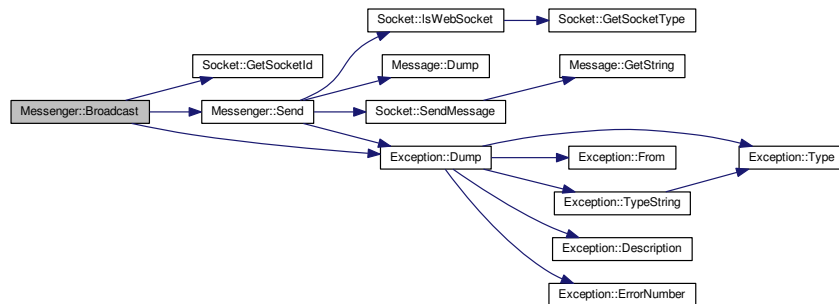 Socket::IsWebSocket
Socket::GetSocketType
Socket::GetSocketId
Message::Dump
Message::GetString
Messenger::Broadcast
Messenger::Send
Socket::SendMessage
Exception::Dump
Exception::From
Exception::Type
Exception::TypeString
Exception::Description
Exception::ErrorNumber